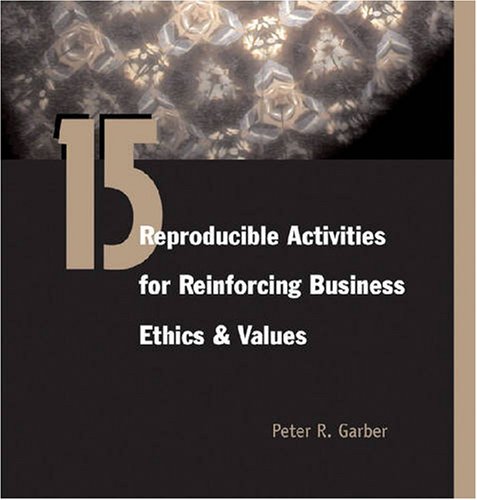 15
Reproducible Activities
for Reinforcing Business
Ethics & Values
Peter R. Garber